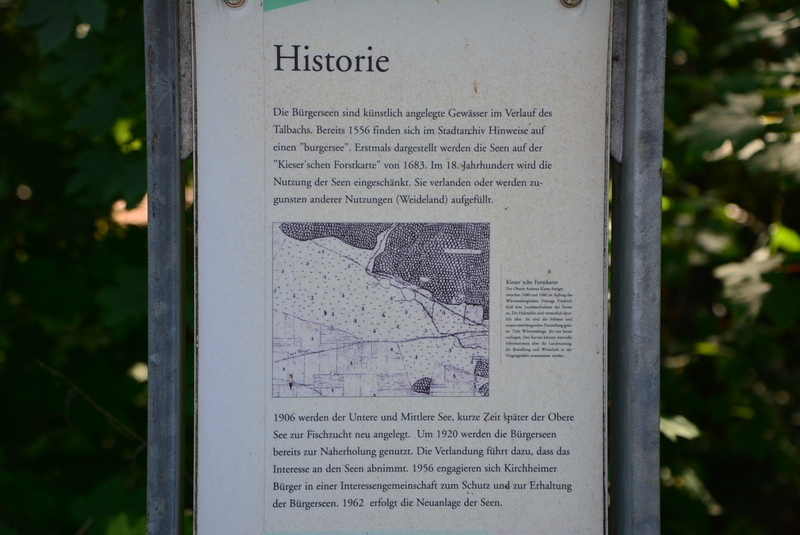 Historie
Die Bürgerseen sind künstlich angelegte Gewässer im Verlauf des
Talbachs. Bereits 1556 finden sich im Stadtarchiv Hinweise auf
einen "burgersee". Erstmals dargestellt werden die Seen auf der
"Kieser'schen Forstkarte" von 1683. Im 18. Jahrhundert wird die
Nutzung der Seen eingeschänkt. Sie verlanden oder werden zu-
gunsten anderer Nutzungen (Weideland) aufgefüllt.
Kieser'sche Forstkarte
1906 werden der Untere und Mittlere See, kurze Zeit später der Obere
See zur Fischzucht neu angelegt. Um 1920 werden die Bürgerseen
bereits zur Naherholung genutzt. Die Verlandung führt dazu, dass das
Interesse an den Seen abnimmt. 1956 engagieren sich Kirchheimer
Bürger in einer Interessengemeinschaft zum Schutz und zur Erhaltung
der Bürgerseen. 1962 erfolgt die Neuanlage der Seen.